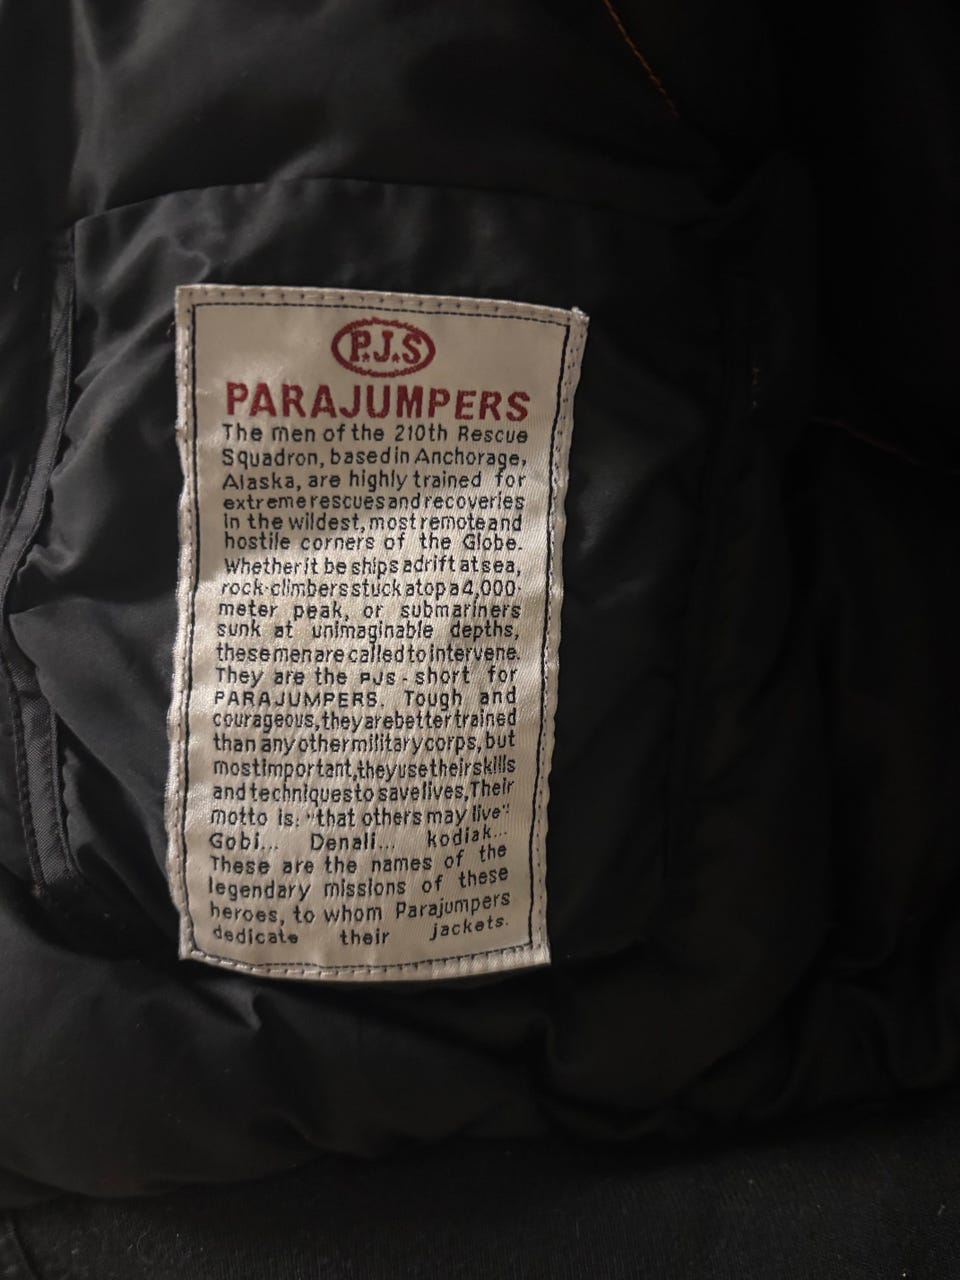 P.J.S
PARAJUMPERS
The men of the 210th Rescue
Squadron, based in Anchorage,
Alaska, are highly trained for
extreme rescues and recoveries
in the wildest, most remote and
hostile corners of the Globe.
Whether it be ships adrift at sea,
rock-climbers stuck atop a 4,000-
meter peak, or submariners
sunk at unimaginable depths,
these men are called to intervene.
They are the PJS - short for
PARAJUMPERS. Tough and
courageous, they are better trained
than any other military corps, but
most important, they use their skills
and techniques to save lives, Their
motto is: "that others may live":
Gobi... Denali... kodiak...
These are the names of the
legendary missions of these
heroes, to whom Parajumpers
dedicate their jackets.